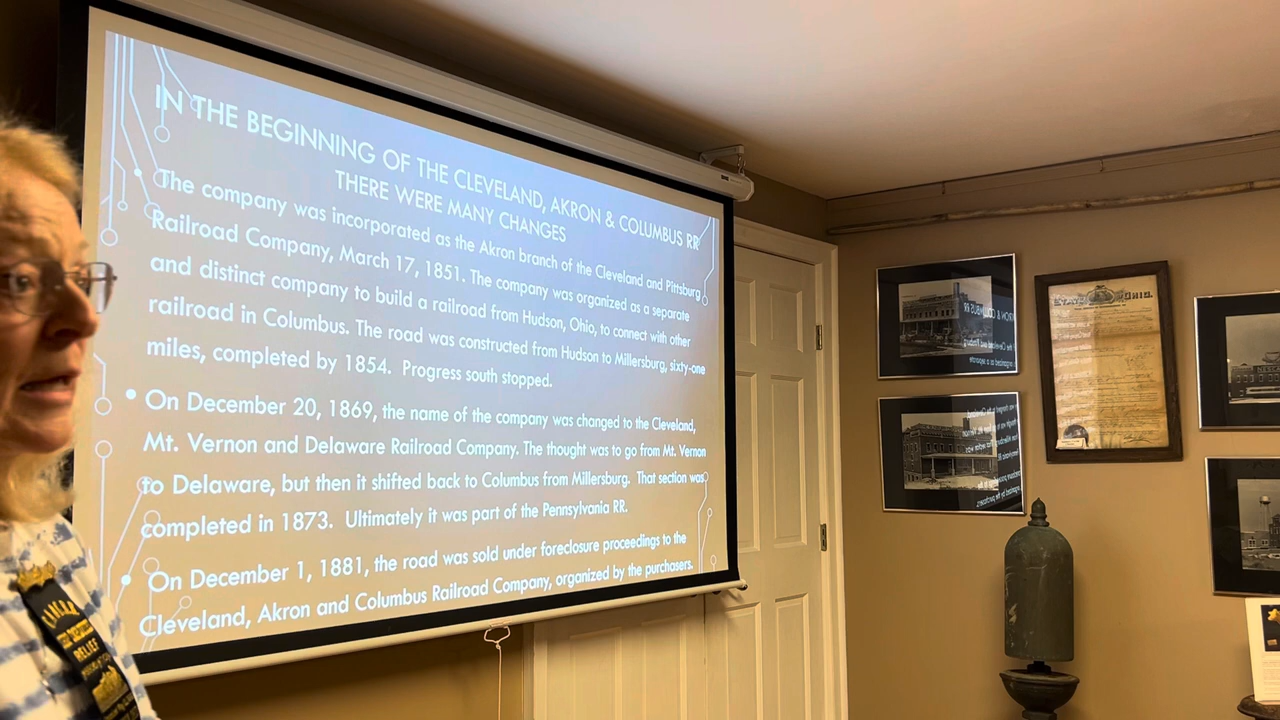 IN THE BEGINNING OF THE CLEVELAND, AKRON & COLUMBUS RR
THERE WERE MANY CHANGES
The company was incorporated as the Akron branch of the Cleveland and Pittsburg
Railroad Company, March 17, 1851. The company was organized as a separate
and distinct company to build a railroad from Hudson, Ohio, to connect with other
railroad in Columbus. The road was constructed from Hudson to Millersburg, sixty-one
miles, completed by 1854. Progress south stopped.
• On December 20, 1869, the name of the company was changed to the Cleveland,
Mt. Vernon and Delaware Railroad Company. The thought was to go from Mt. Vernon
to Delaware, but then it shifted back to Columbus from Millersburg. That section was
completed in 1873. Ultimately it was part of the Pennsylvania RR.
On December 1, 1881, the road was sold under foreclosure proceedings to the
Cleveland, Akron and Columbus Railroad Company, organized by the purchasers.
RELIEF
OHIO.